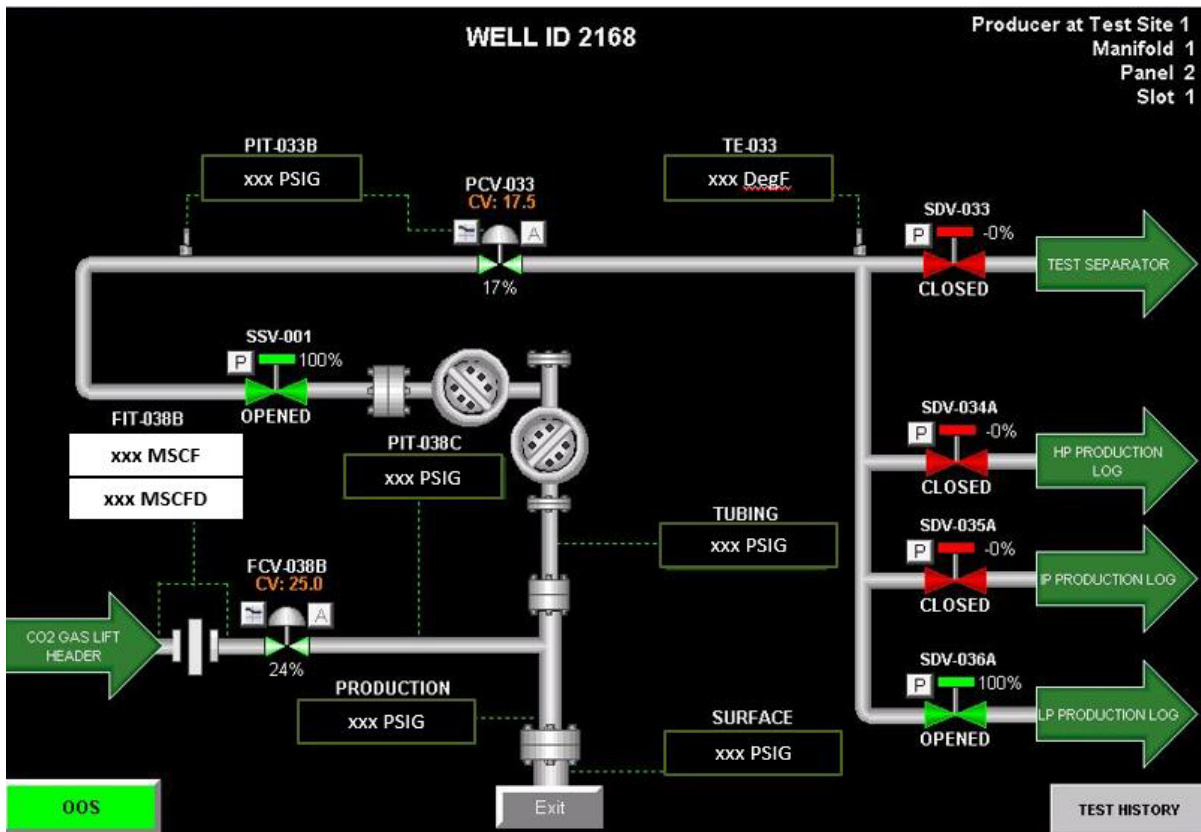 WELL ID 2168
Producer at Test Site 1
Manifold 1
Panel 2
Slot 1
PIT-033B
xxx PSIG
PCV-033
CV: 17.5
A
17%
TE-033
xxx DegF
SDV-033
P
-0%
CLOSED
TEST SEPARATOR
SSV-001
P
100%
OPENED
FIT-038B
xxx MSCF
xxx MSCFD
PIT-038C
xxx PSIG
SDV-034A
P
-0%
CLOSED
HP PRODUCTION
LOG
TUBING
xxx PSIG
SDV-035A
P
-0%
CLOSED
IP PRODUCTION LOG
FCV-038B
CV: 25.0
A
24%
CO2 GAS LIFT
HEADER
PRODUCTION
xxx PSIG
SURFACE
xxx PSIG
SDV-036A
P
100%
OPENED
LP PRODUCTION LOG
OOS
Exit
TEST HISTORY